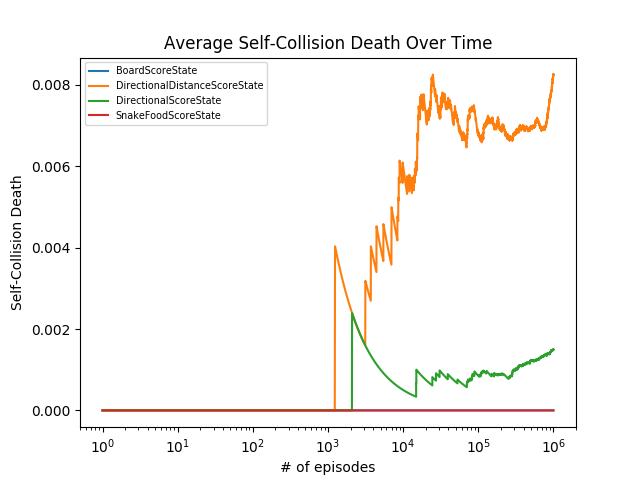 Average Self-Collision Death Over Time
BoardScoreState
DirectionalDistanceScoreState
DirectionalScoreState
SnakeFoodScoreState
0.008
0.006
0.004
0.002
0.000
Self-Collision Death
10⁰ 10¹ 10² 10³ 10⁴ 10⁵ 10⁶
# of episodes